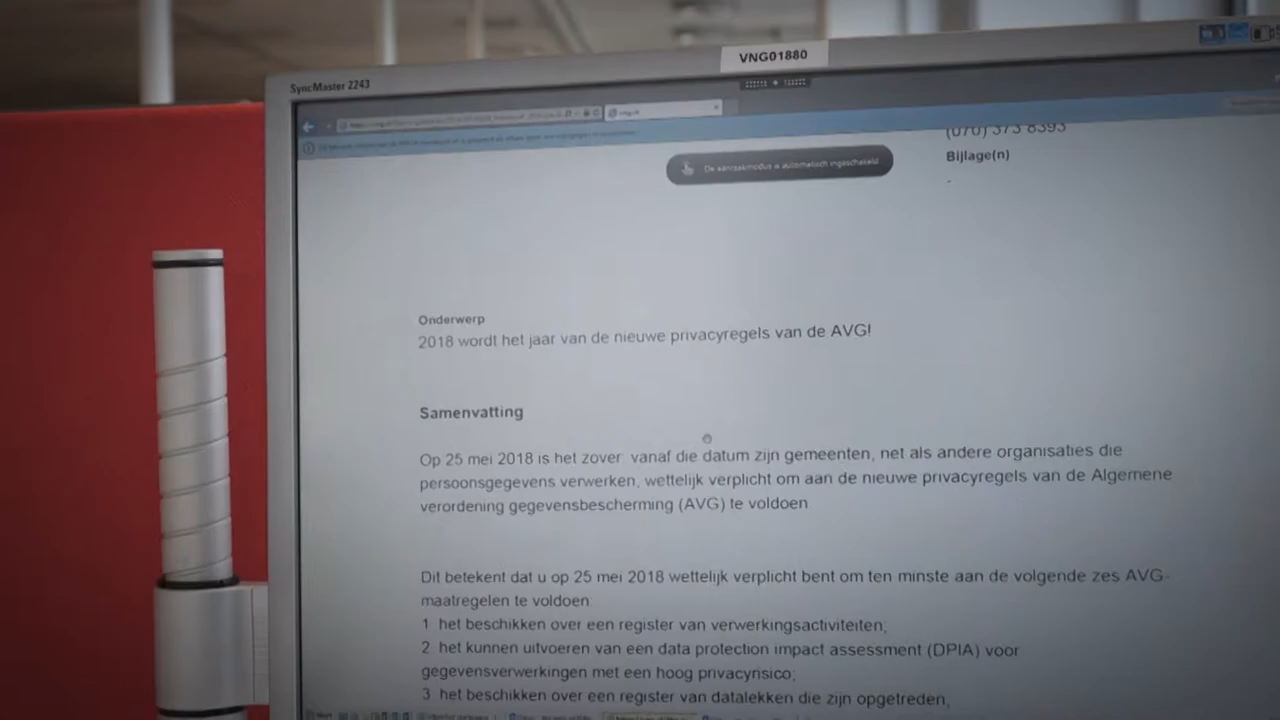 VNG01880
SyncMaster 2243
(070) 373 8393
Bijlage(n)
-
De aanraakmodus is automatisch ingeschakeld
Onderwerp
2018 wordt het jaar van de nieuwe privacyregels van de AVG!
Samenvatting
Op 25 mei 2018 is het zover: vanaf die datum zijn gemeenten, net als andere organisaties die
persoonsgegevens verwerken, wettelijk verplicht om aan de nieuwe privacyregels van de Algemene
verordening gegevensbescherming (AVG) te voldoen
Dit betekent dat u op 25 mei 2018 wettelijk verplicht bent om ten minste aan de volgende zes AVG-
maatregelen te voldoen:
1 het beschikken over een register van verwerkingsactiviteiten;
2 het kunnen uitvoeren van een data protection impact assessment (DPIA) voor
gegevensverwerkingen met een hoog privacyrisico;
3 het beschikken over een register van datalekken die zijn opgetreden;